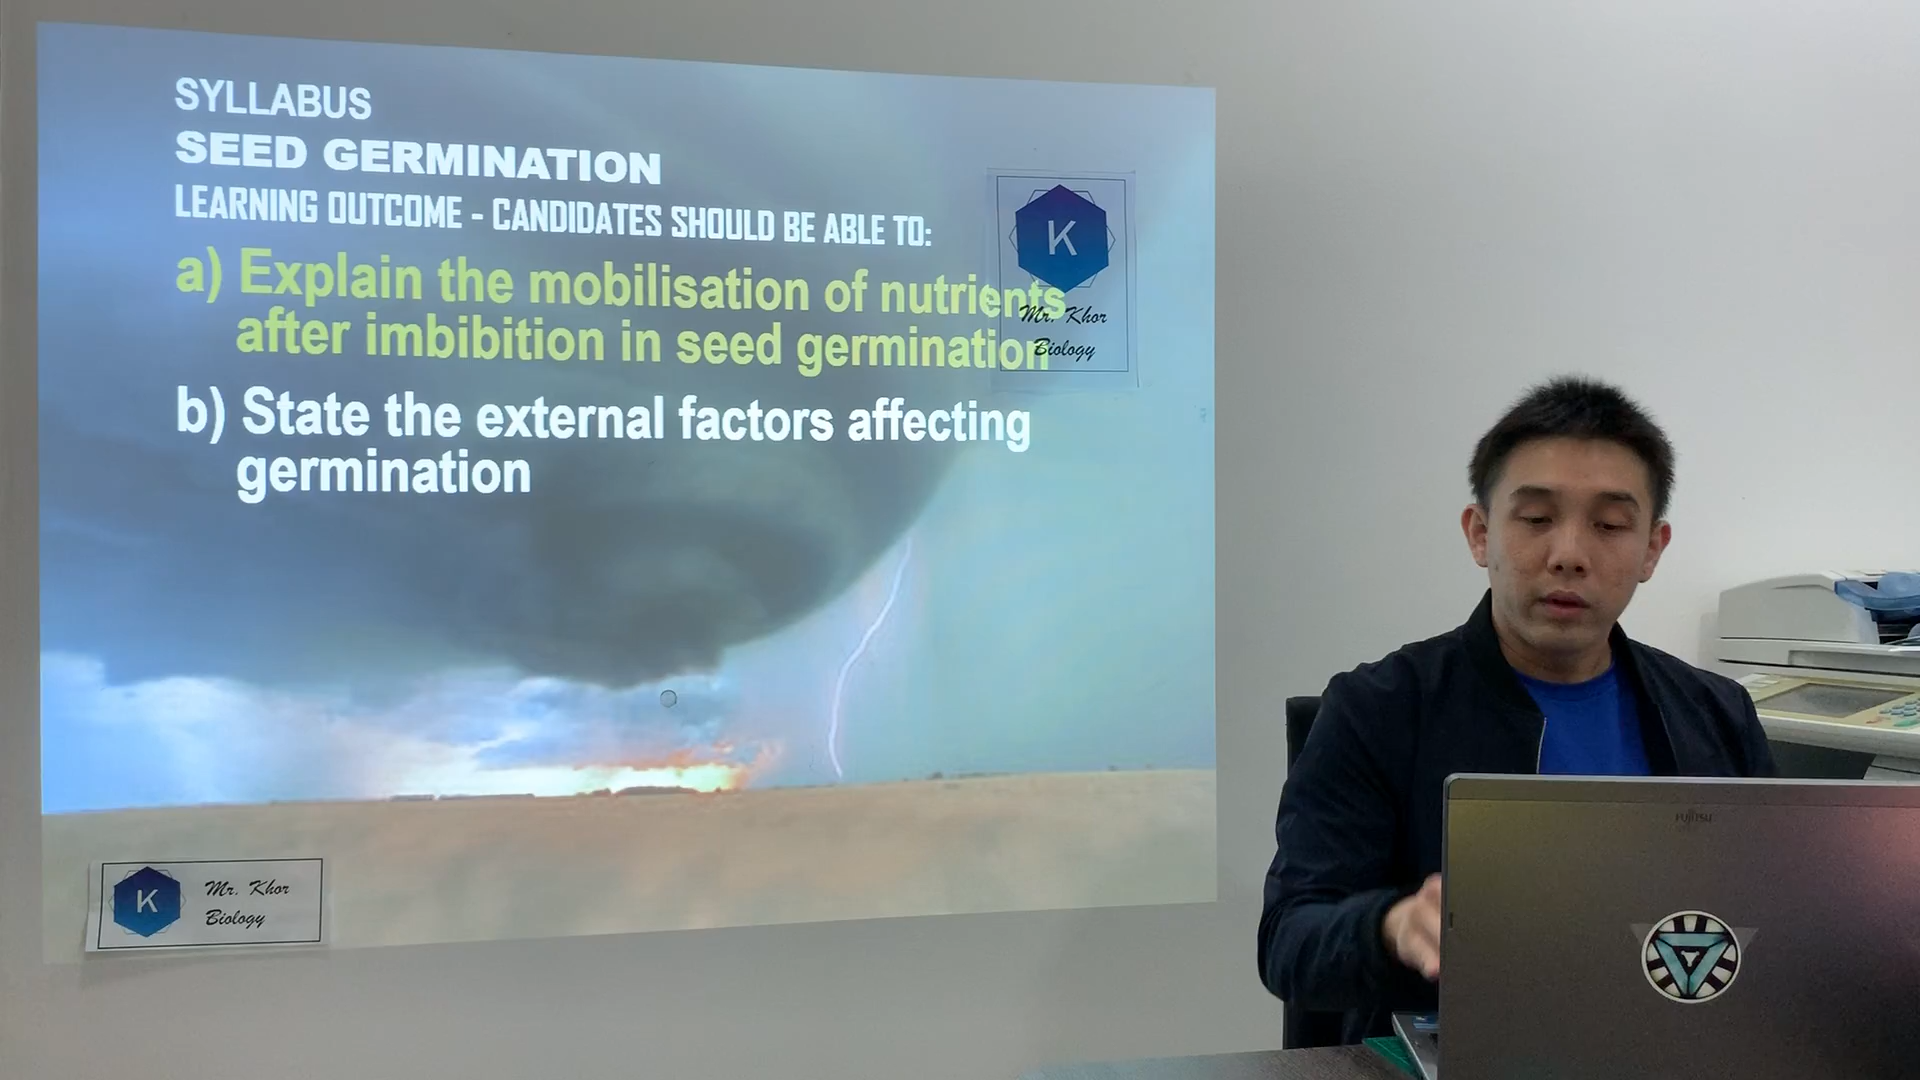 SYLLABUS
SEED GERMINATION
LEARNING OUTCOME - CANDIDATES SHOULD BE ABLE TO:
a) Explain the mobilisation of nutrients
after imbibition in seed germination
b) State the external factors affecting
germination
K
Mr. Khor
Biology
K
Mr. Khor
Biology
FUJITSU